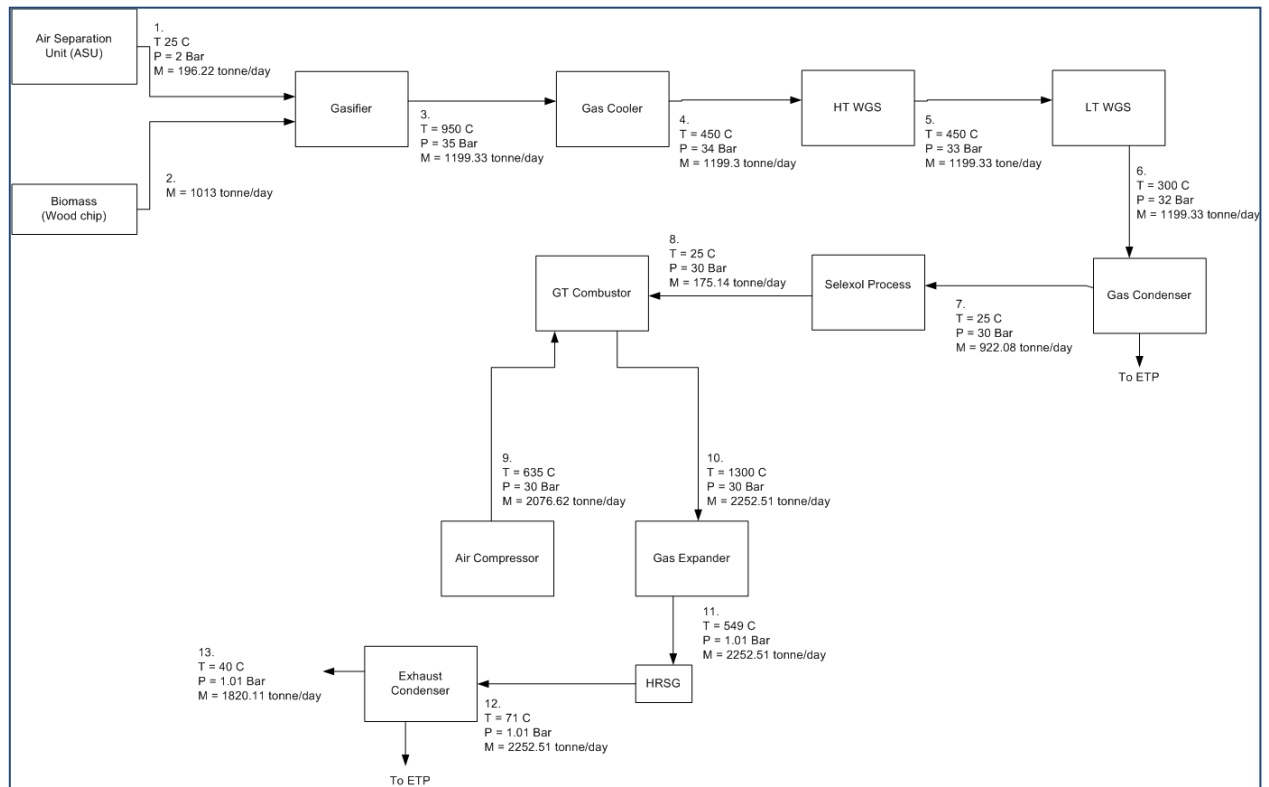 Air Separation
Unit (ASU)
1.
T 25 C
P = 2 Bar
M = 196.22 tonne/day
Gasifier
Gas Cooler
HT WGS
LT WGS
3.
T = 950 C
P = 35 Bar
M = 1199.33 tonne/day
4.
T = 450 C
P = 34 Bar
M = 1199.3 tonne/day
5.
T = 450 C
P = 33 Bar
M = 1199.33 tonne/day
2.
M = 1013 tonne/day
Biomass
(Wood chip)
6.
T = 300 C
P = 32 Bar
M = 1199.33 tonne/day
8.
T = 25 C
P = 30 Bar
M = 175.14 tonne/day
GT Combustor
Selexol Process
Gas Condenser
7.
T = 25 C
P = 30 Bar
M = 922.08 tonne/day
To ETP
9.
T = 635 C
P = 30 Bar
M = 2076.62 tonne/day
10.
T = 1300 C
P = 30 Bar
M = 2252.51 tonne/day
Air Compressor
Gas Expander
11.
T = 549 C
P = 1.01 Bar
M = 2252.51 tonne/day
13.
T = 40 C
P = 1.01 Bar
M = 1820.11 tonne/day
Exhaust
Condenser
HRSG
12.
T = 71 C
P = 1.01 Bar
M = 2252.51 tonne/day
To ETP